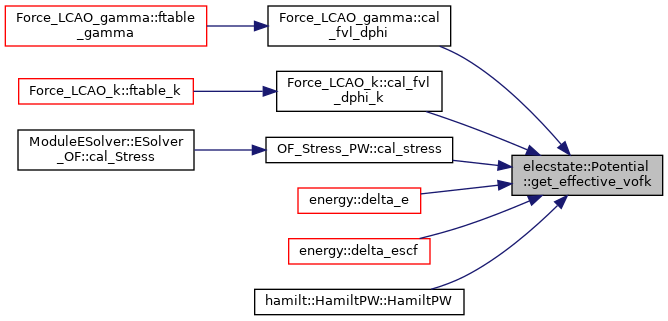 Force_LCAO_gamma::ftable
_gamma
Force_LCAO_gamma::cal
_fvl_dphi
Force_LCAO_k::ftable_k
Force_LCAO_k::cal_fvl
_dphi_k
ModuleESolver::ESolver
_OF::cal_Stress
OF_Stress_PW::cal_stress
elecstate::Potential
::get_effective_vofk
energy::delta_e
energy::delta_escf
hamilt::HamiltPW::HamiltPW